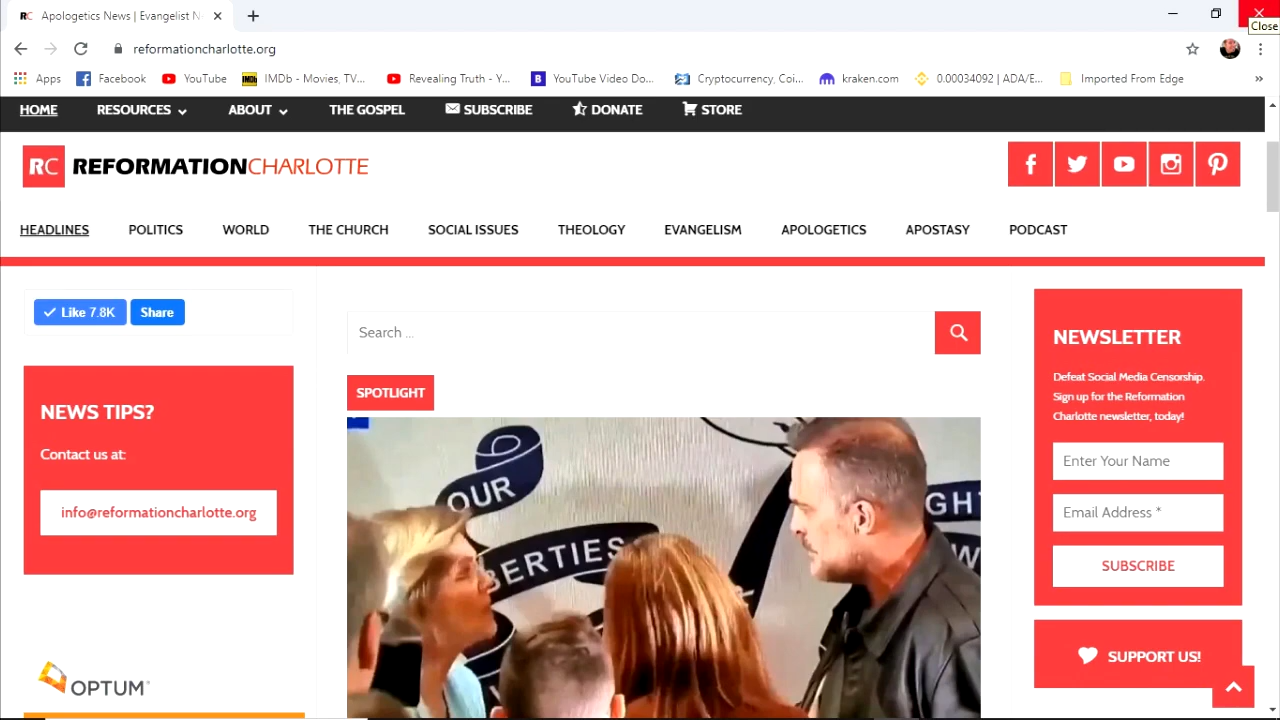 RC Apologetics News | Evangelist N
Close
reformationcharlotte.org
Apps Facebook YouTube IMDb - Movies, TV... Revealing Truth - Y... YouTube Video Do... Cryptocurrency, Coi... kraken.com 0.00034092 | ADA/E... Imported From Edge »
HOME RESOURCES ABOUT THE GOSPEL SUBSCRIBE DONATE STORE
RC REFORMATIONCHARLOTTE
HEADLINES POLITICS WORLD THE CHURCH SOCIAL ISSUES THEOLOGY EVANGELISM APOLOGETICS APOSTASY PODCAST
Like 7.8K Share
NEWS TIPS?
Contact us at:
info@reformationcharlotte.org
OPTUM
Search ...
SPOTLIGHT
OUR
BERTIES
GHT
W
NEWSLETTER
Defeat Social Media Censorship.
Sign up for the Reformation
Charlotte newsletter, today!
Enter Your Name
Email Address *
SUBSCRIBE
SUPPORT US!